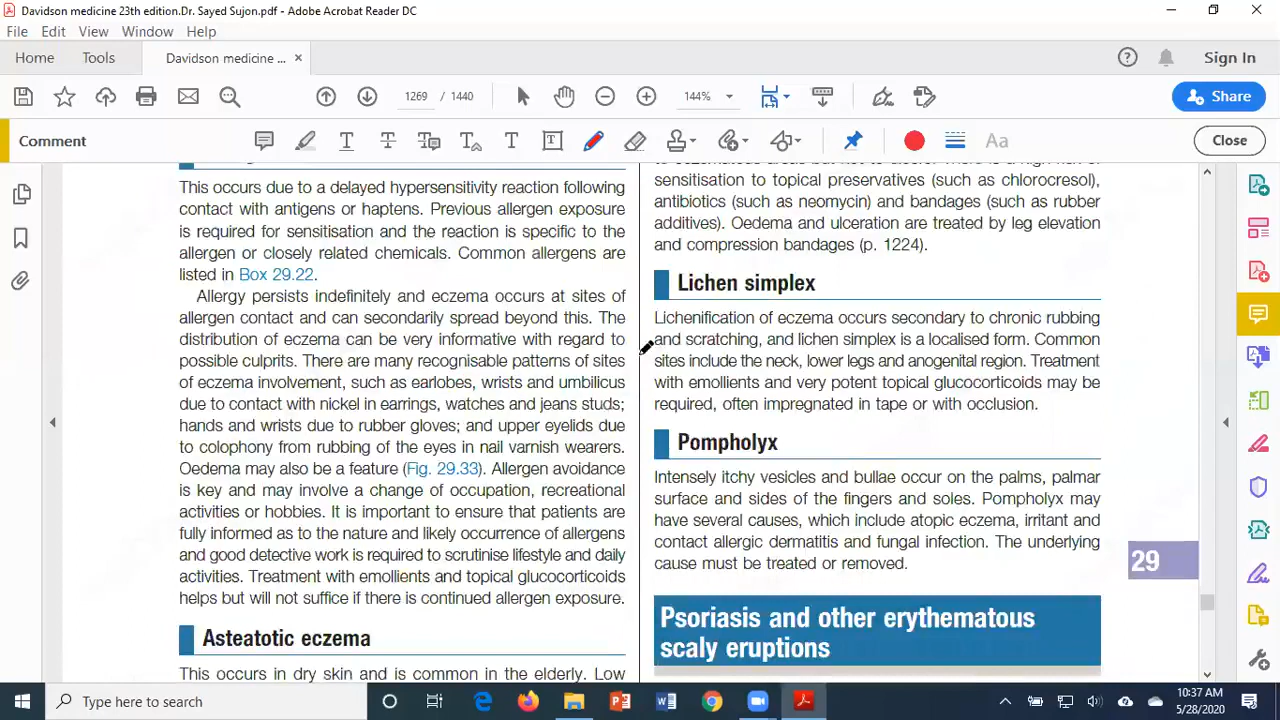 Davidson medicine 23th edition.Dr. Sayed Sujon.pdf - Adobe Acrobat Reader DC
File Edit View Window Help
Home Tools Davidson medicine ... × Sign In
1269 / 1440 144% Share
Comment Aa Close
This occurs due to a delayed hypersensitivity reaction following
contact with antigens or haptens. Previous allergen exposure
is required for sensitisation and the reaction is specific to the
allergen or closely related chemicals. Common allergens are
listed in Box 29.22.
Allergy persists indefinitely and eczema occurs at sites of
allergen contact and can secondarily spread beyond this. The
distribution of eczema can be very informative with regard to
possible culprits. There are many recognisable patterns of sites
of eczema involvement, such as earlobes, wrists and umbilicus
due to contact with nickel in earrings, watches and jeans studs;
hands and wrists due to rubber gloves; and upper eyelids due
to colophony from rubbing of the eyes in nail varnish wearers.
Oedema may also be a feature (Fig. 29.33). Allergen avoidance
is key and may involve a change of occupation, recreational
activities or hobbies. It is important to ensure that patients are
fully informed as to the nature and likely occurrence of allergens
and good detective work is required to scrutinise lifestyle and daily
activities. Treatment with emollients and topical glucocorticoids
helps but will not suffice if there is continued allergen exposure.
Asteatotic eczema
This occurs in dry skin and is common in the elderly. Low
sensitisation to topical preservatives (such as chlorocresol),
antibiotics (such as neomycin) and bandages (such as rubber
additives). Oedema and ulceration are treated by leg elevation
and compression bandages (p. 1224).
Lichen simplex
Lichenification of eczema occurs secondary to chronic rubbing
and scratching, and lichen simplex is a localised form. Common
sites include the neck, lower legs and anogenital region. Treatment
with emollients and very potent topical glucocorticoids may be
required, often impregnated in tape or with occlusion.
Pompholyx
Intensely itchy vesicles and bullae occur on the palms, palmar
surface and sides of the fingers and soles. Pompholyx may
have several causes, which include atopic eczema, irritant and
contact allergic dermatitis and fungal infection. The underlying
cause must be treated or removed.
29
Psoriasis and other erythematous
scaly eruptions
Type here to search
10:37 AM
5/28/2020